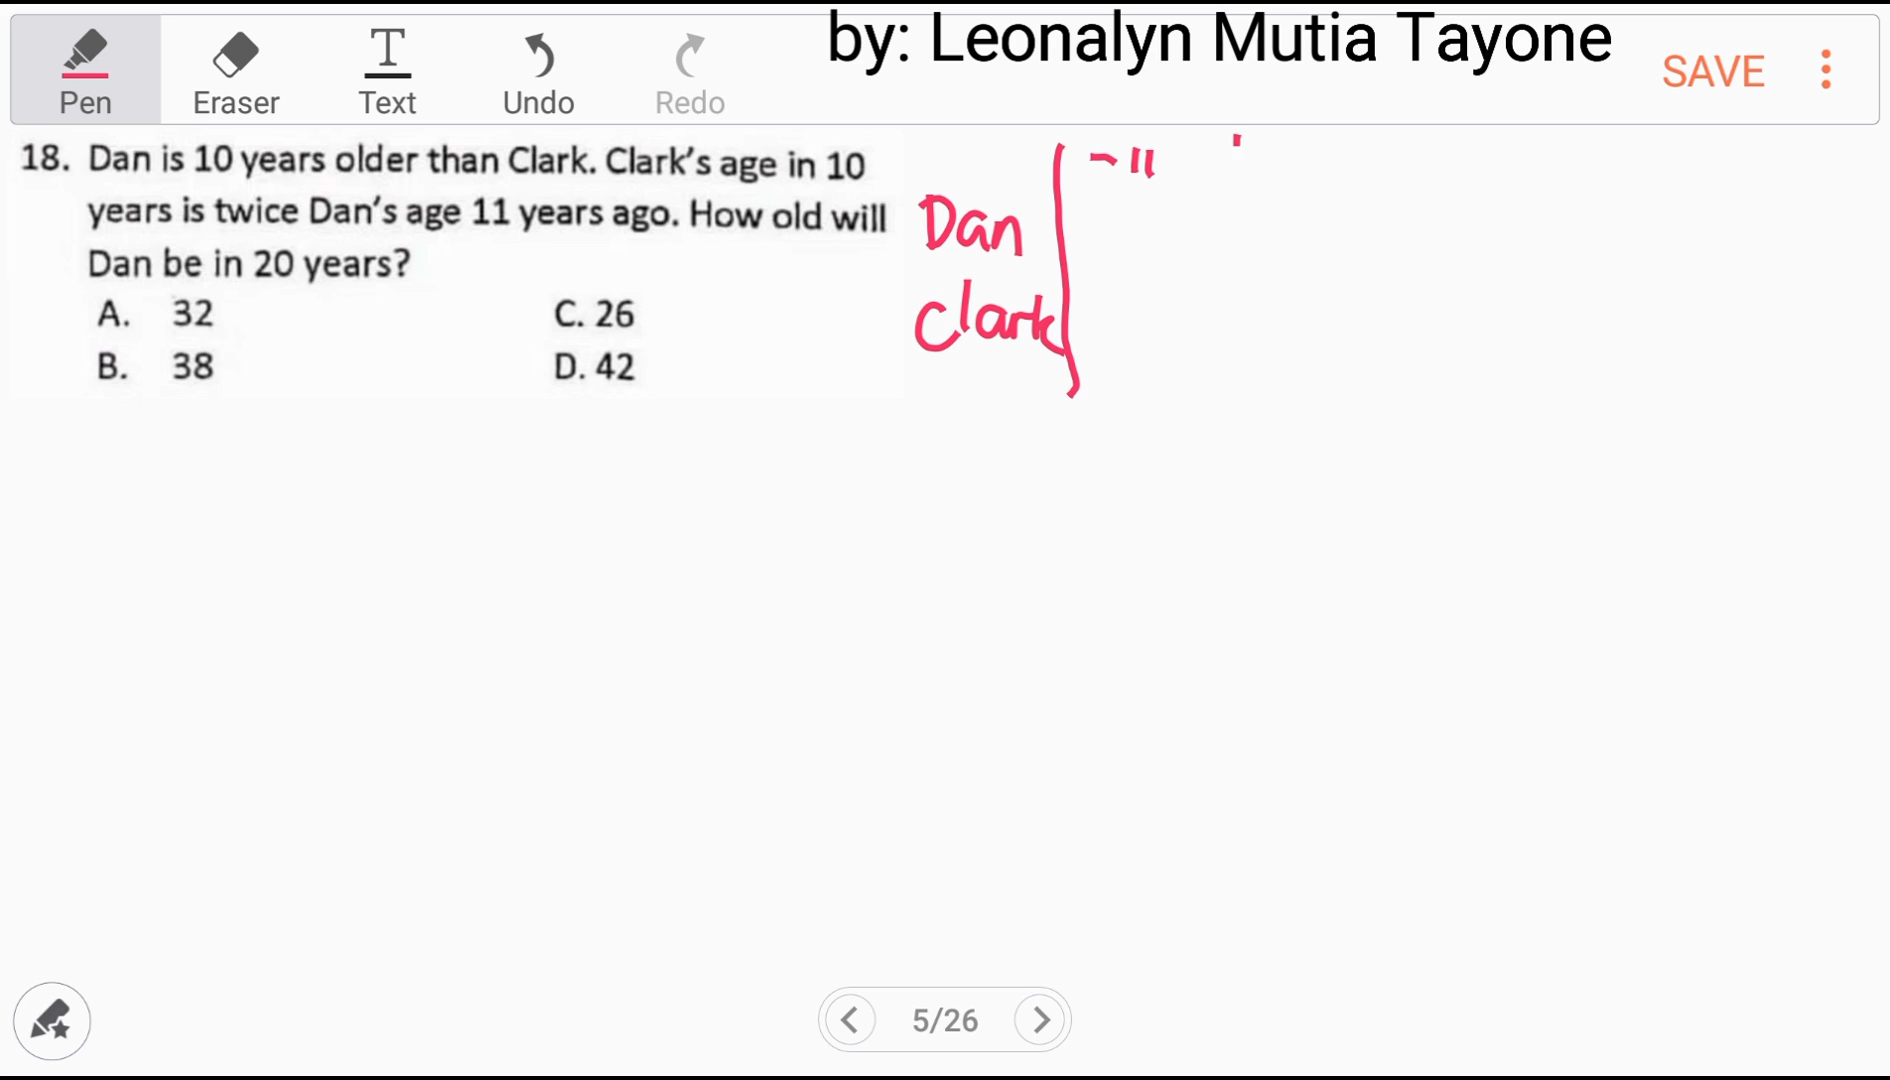 by: Leonalyn Mutia Tayone
Pen Eraser Text Undo Redo SAVE
18. Dan is 10 years older than Clark. Clark's age in 10
years is twice Dan's age 11 years ago. How old will
Dan be in 20 years?
A. 32 C. 26
B. 38 D. 42
-11
Dan
Clark
5/26